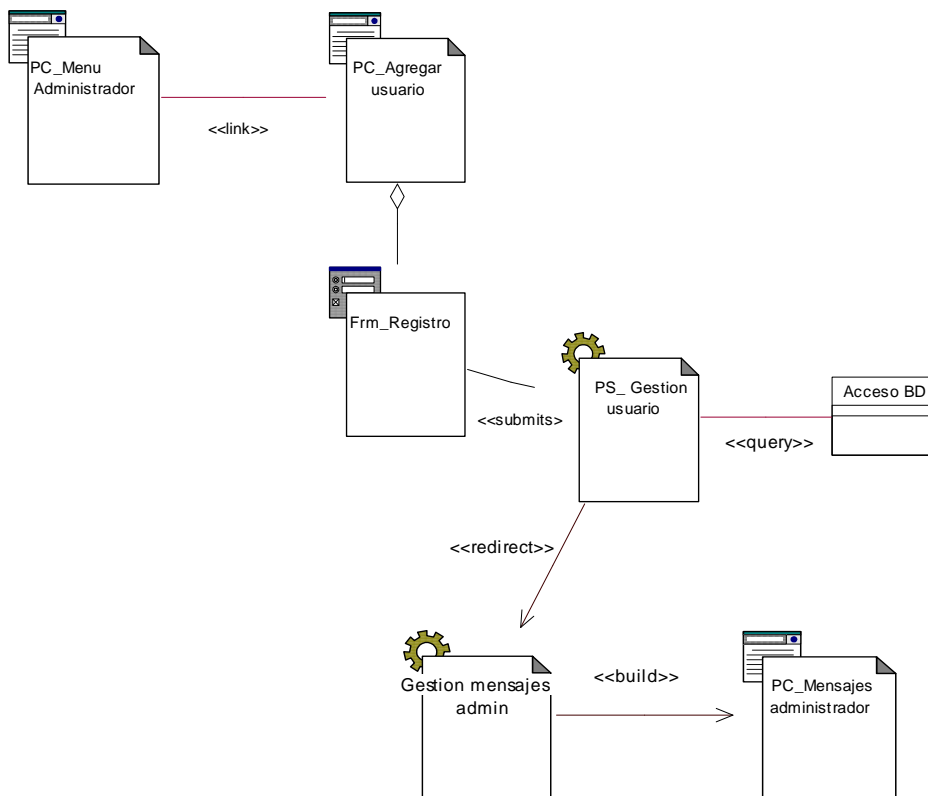 PC_Menu
Administrador
PC_Agregar
usuario
<<link>>
Frm_Registro
<<submits>
PS_ Gestion
usuario
Acceso BD
<<query>>
<<redirect>>
Gestion mensajes
admin
<<build>>
PC_Mensajes
administrador